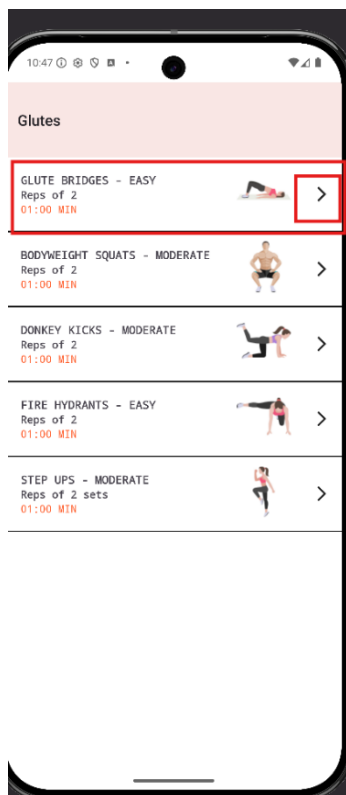 10:47
Glutes
GLUTE BRIDGES - EASY
Reps of 2
01:00 MIN
BODYWEIGHT SQUATS - MODERATE
Reps of 2
01:00 MIN
DONKEY KICKS - MODERATE
Reps of 2
01:00 MIN
FIRE HYDRANTS - EASY
Reps of 2
01:00 MIN
STEP UPS - MODERATE
Reps of 2 sets
01:00 MIN